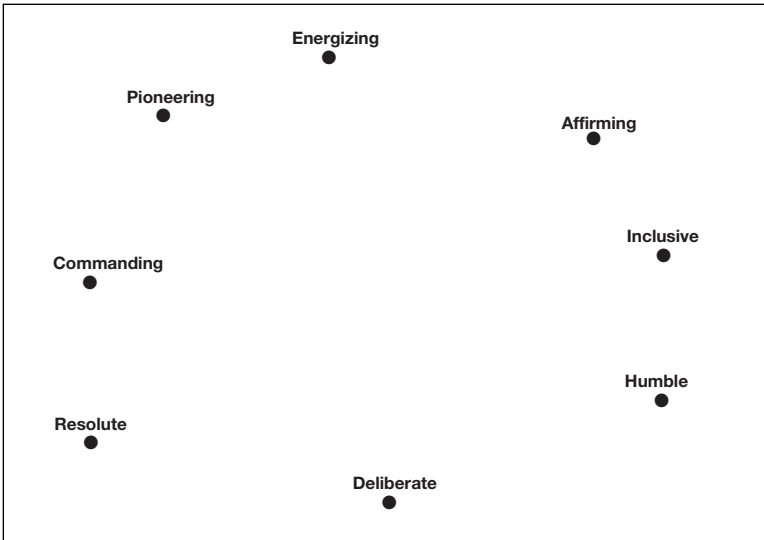 Energizing
Pioneering
Affirming
Inclusive
Commanding
Humble
Resolute
Deliberate